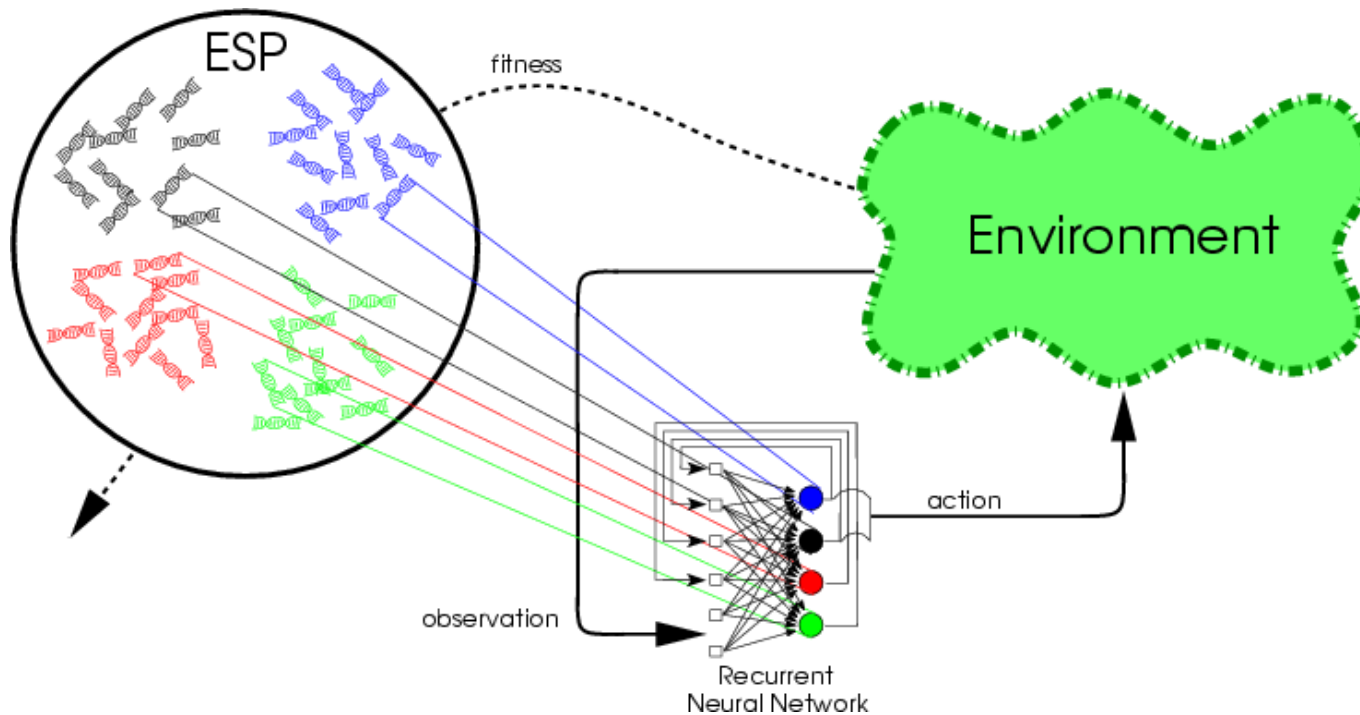 ESP
fitness
Environment
action
observation
Recurrent
Neural Network